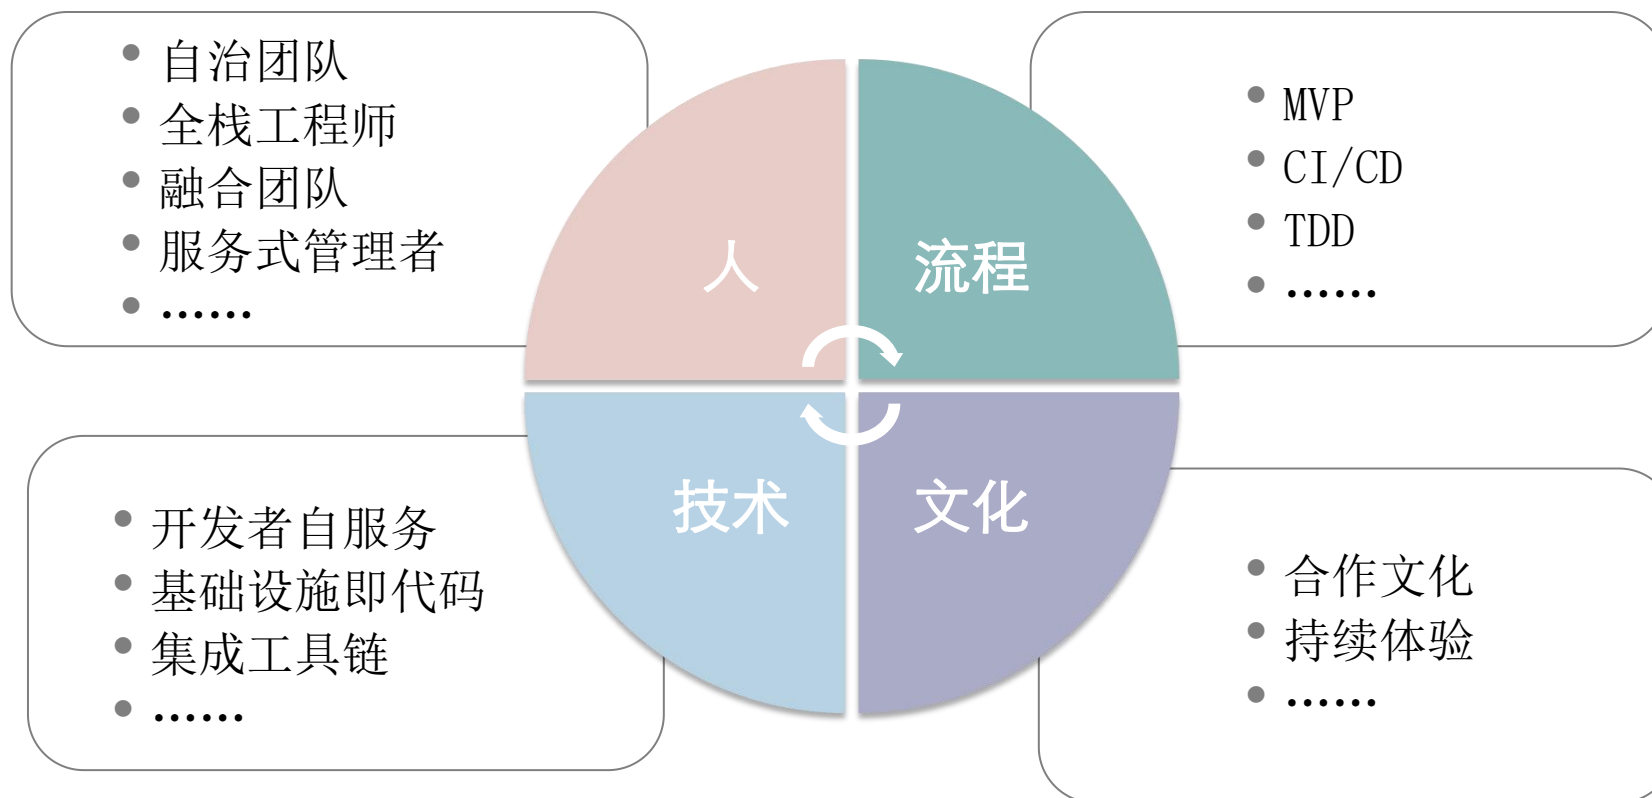 ● 自治团队
● 全栈工程师
● 融合团队
● 服务式管理者
● ……
人
流程
● MVP
● CI/CD
● TDD
● ……
● 开发者自服务
● 基础设施即代码
● 集成工具链
● ……
技术
文化
● 合作文化
● 持续体验
● ……